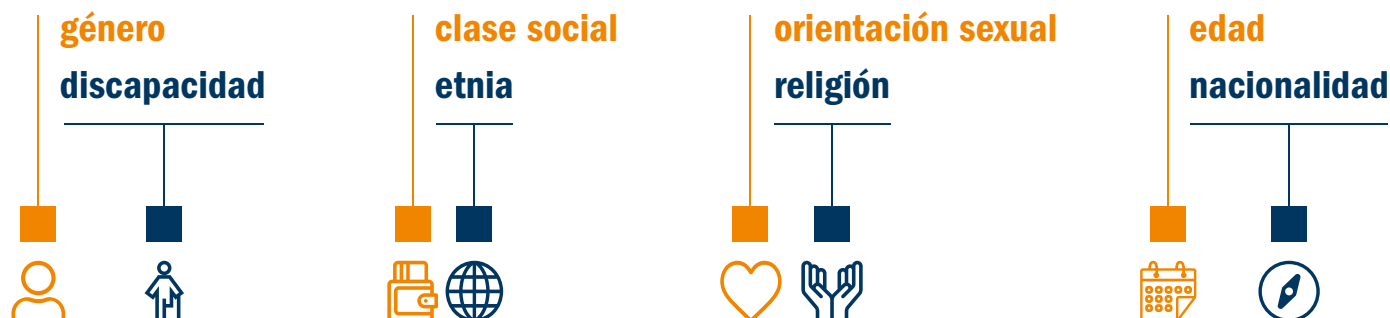 género
discapacidad
clase social
etnia
orientación sexual
religión
edad
nacionalidad